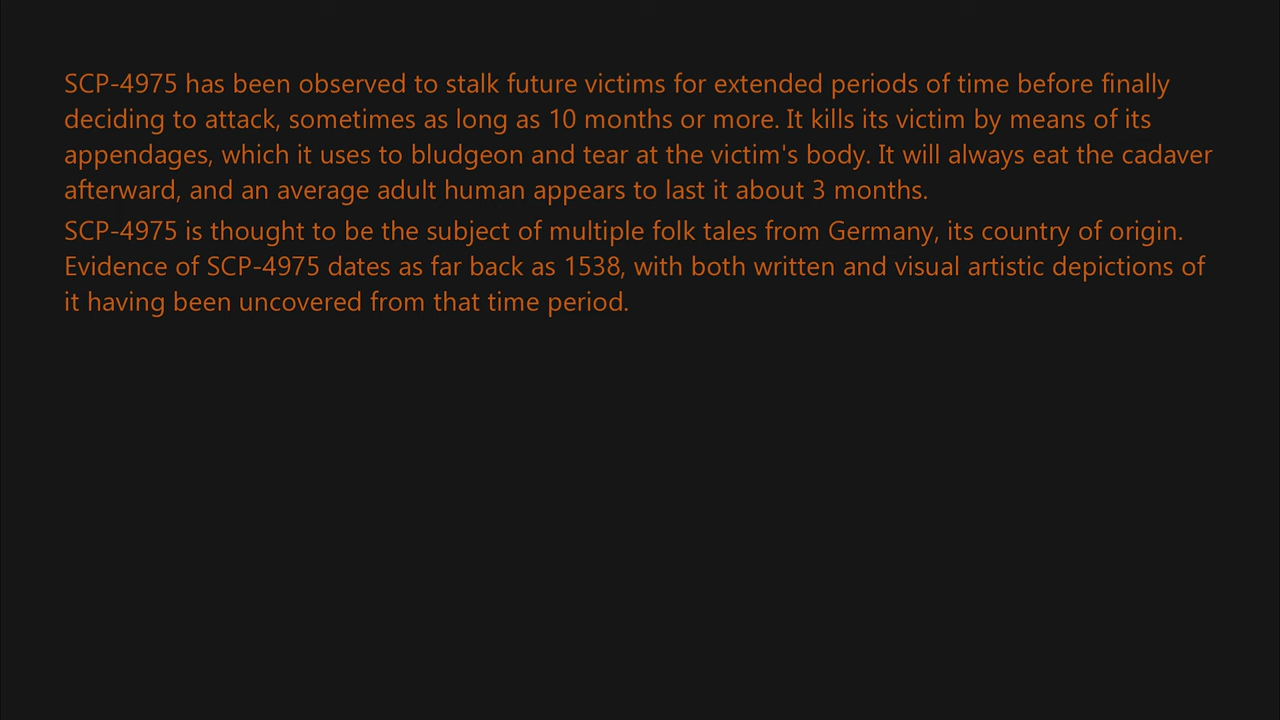 SCP-4975 has been observed to stalk future victims for extended periods of time before finally
deciding to attack, sometimes as long as 10 months or more. It kills its victim by means of its
appendages, which it uses to bludgeon and tear at the victim's body. It will always eat the cadaver
afterward, and an average adult human appears to last it about 3 months.
SCP-4975 is thought to be the subject of multiple folk tales from Germany, its country of origin.
Evidence of SCP-4975 dates as far back as 1538, with both written and visual artistic depictions of
it having been uncovered from that time period.